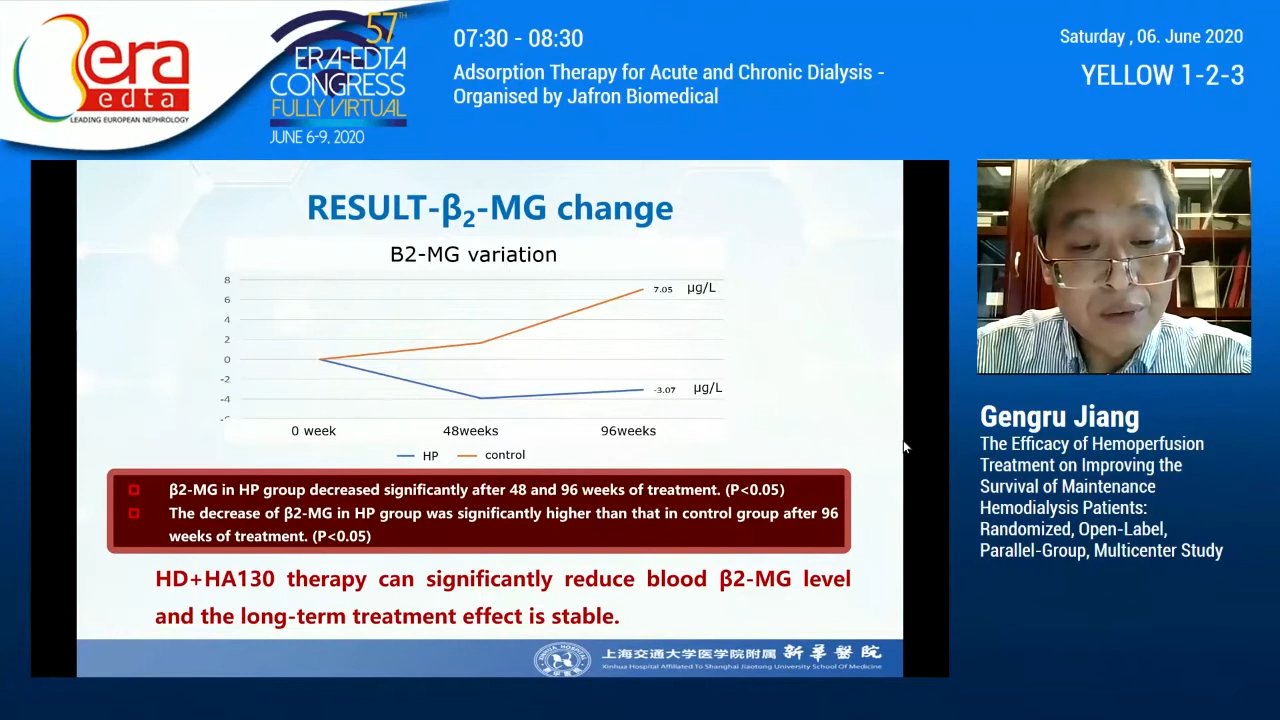 era
edta
LEADING EUROPEAN NEPHROLOGY
57TH
ERA-EDTA
CONGRESS
FULLY VIRTUAL
JUNE 6-9, 2020
07:30 - 08:30
Adsorption Therapy for Acute and Chronic Dialysis -
Organised by Jafron Biomedical
Saturday , 06. June 2020
YELLOW 1-2-3
RESULT-β2-MG change
B2-MG variation
8
6
4
2
0
-2
-4
-6
7.05 μg/L
-3.07 μg/L
0 week 48weeks 96weeks
HP control
β2-MG in HP group decreased significantly after 48 and 96 weeks of treatment. (P<0.05)
The decrease of β2-MG in HP group was significantly higher than that in control group after 96
weeks of treatment. (P<0.05)
HD+HA130 therapy can significantly reduce blood β2-MG level
and the long-term treatment effect is stable.
上海交通大学医学院附属 新华醫院
Xinhua Hospital Affiliated To Shanghai Jiaotong University School Of Medicine
Gengru Jiang
The Efficacy of Hemoperfusion
Treatment on Improving the
Survival of Maintenance
Hemodialysis Patients:
Randomized, Open-Label,
Parallel-Group, Multicenter Study